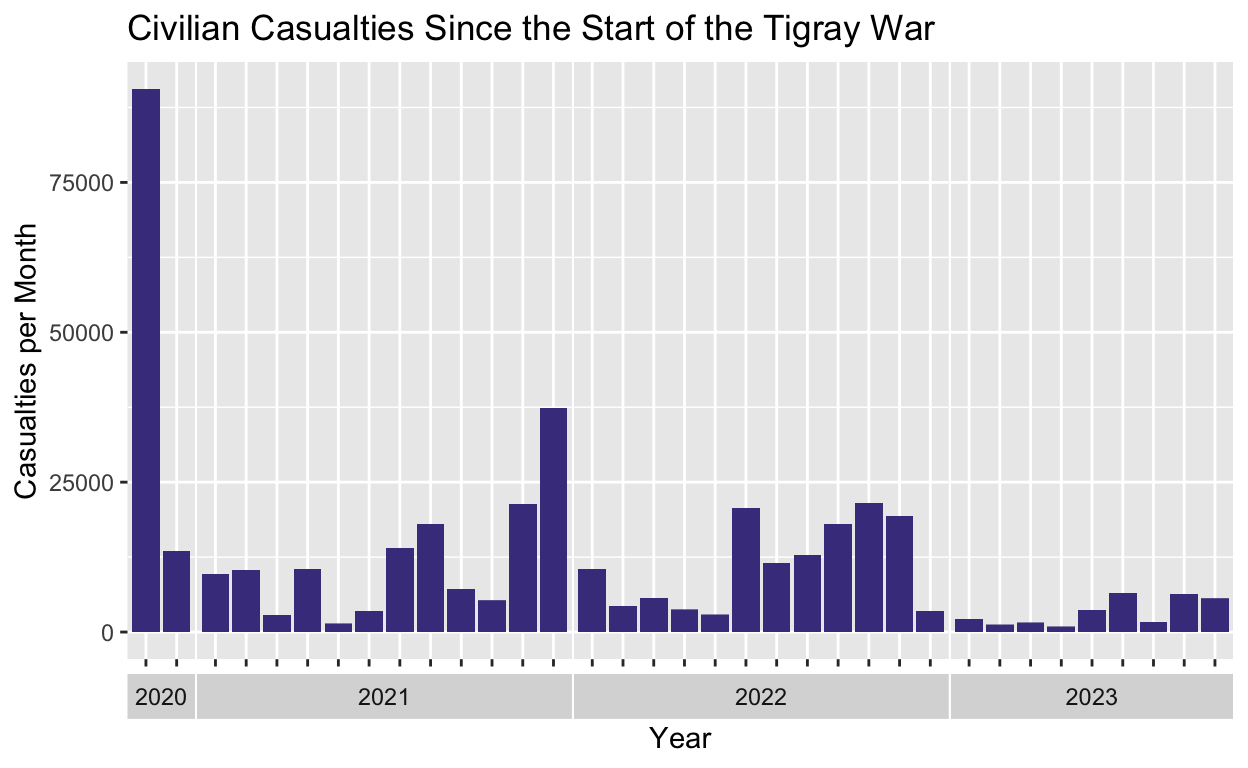 Civilian Casualties Since the Start of the Tigray War
Casualties per Month
75000
50000
25000
0
2020 2021 2022 2023
Year